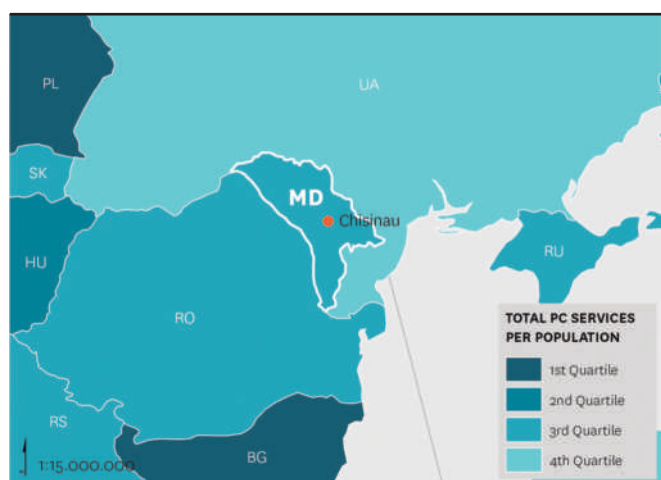 PL
UA
SK
MD
Chisinau
HU
RU
RO
TOTAL PC SERVICES
PER POPULATION
1st Quartile
2nd Quartile
3rd Quartile
4th Quartile
RS
BG
1:15.000.000